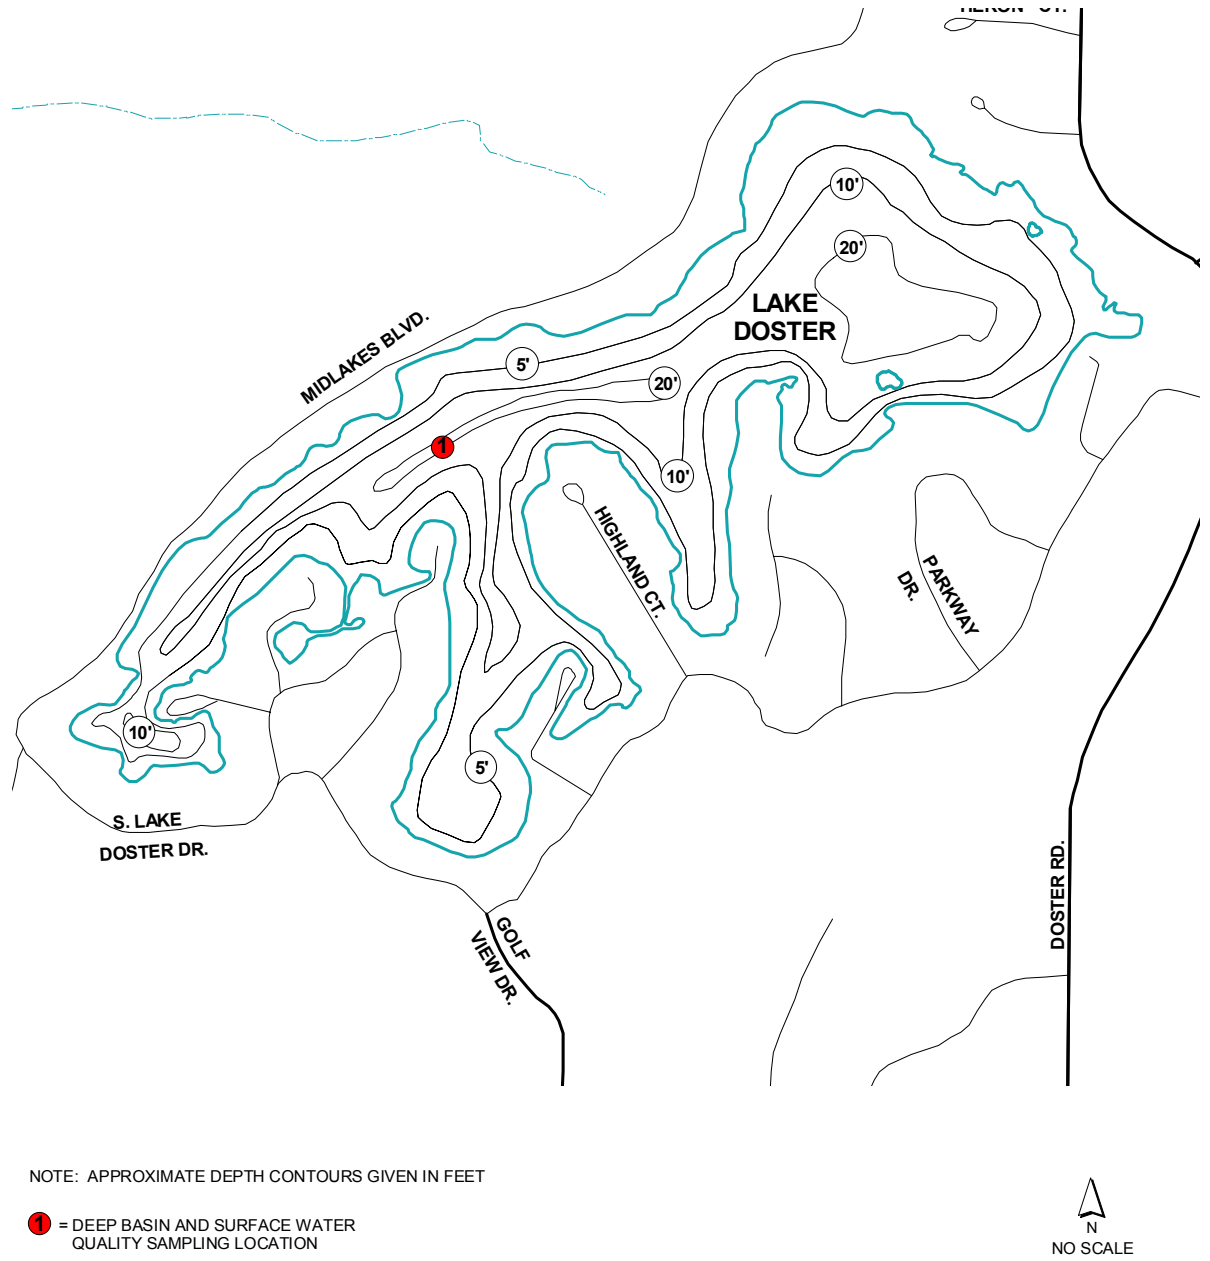 HERON CT.
10'
20'
LAKE
DOSTER
MIDLAKES BLVD.
5'
20'
1
10'
HIGHLAND CT.
PARKWAY
DR.
10'
5'
S. LAKE
DOSTER DR.
DOSTER RD.
GOLF
VIEW DR.
NOTE: APPROXIMATE DEPTH CONTOURS GIVEN IN FEET
1 = DEEP BASIN AND SURFACE WATER
QUALITY SAMPLING LOCATION
N
NO SCALE